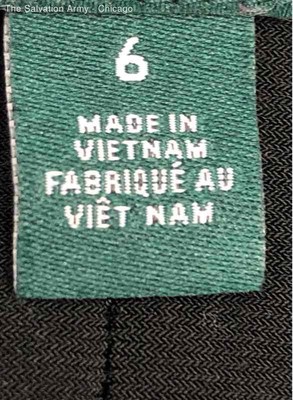 The Salvation Army - Chicago
6
MADE IN
VIETNAM
FABRIQUÉ AU
VIÊT NAM